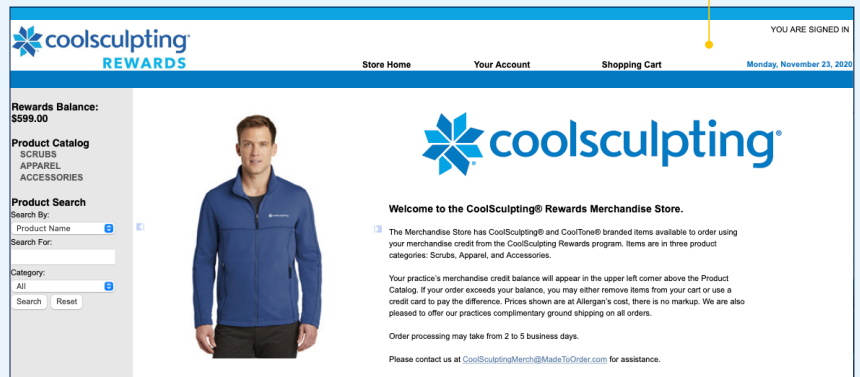 YOU ARE SIGNED IN
coolsculpting®
REWARDS
Store Home Your Account Shopping Cart Monday, November 23, 2020
Rewards Balance:
$599.00
Product Catalog
SCRUBS
APPAREL
ACCESSORIES
Product Search
Search By:
Product Name
Search For:
Category:
All
Search Reset
coolsculpting
coolsculpting®
Welcome to the CoolSculpting® Rewards Merchandise Store.
The Merchandise Store has CoolSculpting® and CoolTone® branded items available to order using
your merchandise credit from the CoolSculpting Rewards program. Items are in three product
categories: Scrubs, Apparel, and Accessories.
Your practice's merchandise credit balance will appear in the upper left corner above the Product
Catalog. If your order exceeds your balance, you may either remove items from your cart or use a
credit card to pay the difference. Prices shown are at Allergan's cost, there is no markup. We are also
pleased to offer our practices complimentary ground shipping on all orders.
Order processing may take from 2 to 5 business days.
Please contact us at CoolSculptingMerch@MadeToOrder.com for assistance.